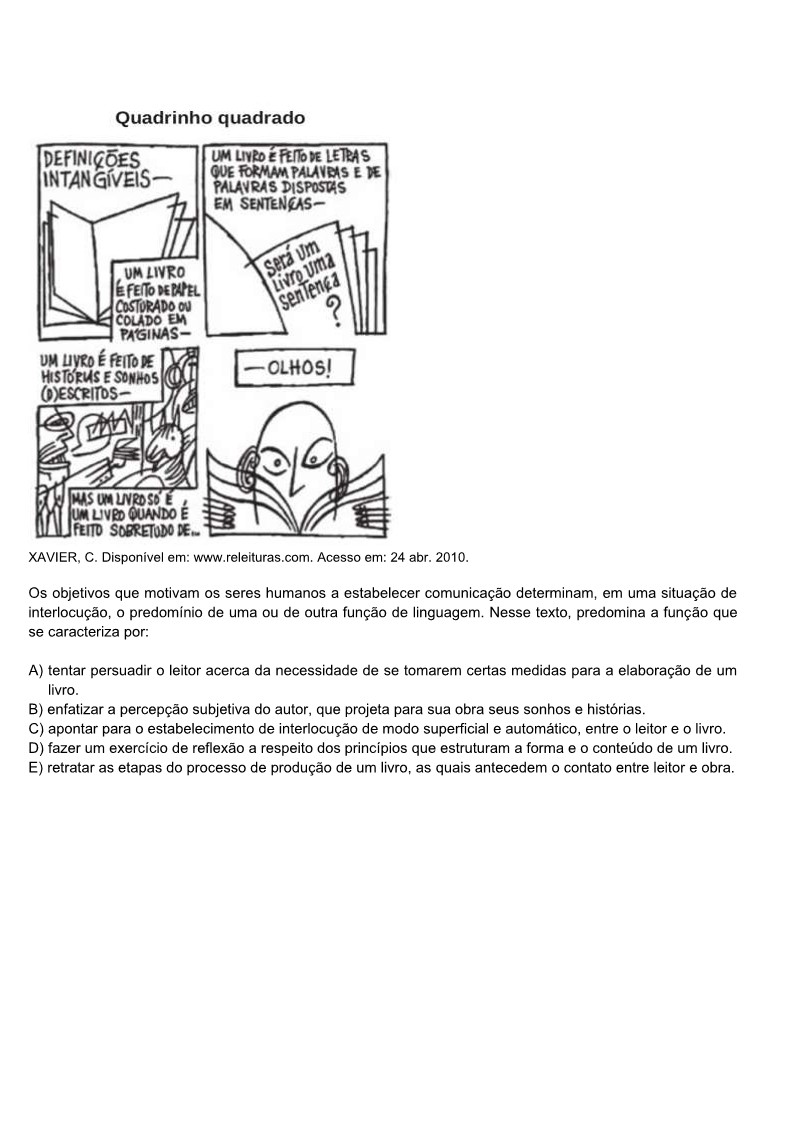 Quadrinho quadrado
DEFINIÇÕES
INTANGÍVEIS—
UM LIVRO
É FEITO DE PAPEL
COSTURADO OU
COLADO EM
PÁGINAS—
UM LIVRO É FEITO DE LETRAS
QUE FORMAM PALAVRAS E DE
PALAVRAS DISPOSTAS
EM SENTENÇAS—
SERÁ UM
LIVRO UMA
SENTENÇA
?
UM LIVRO É FEITO DE
HISTÓRIAS E SONHOS
(D)ESCRITOS—
MAS UM LIVRO SÓ É
UM LIVRO QUANDO É
FEITO SOBRETUDO DE...
—OLHOS!
XAVIER, C. Disponível em: www.releituras.com. Acesso em: 24 abr. 2010.
Os objetivos que motivam os seres humanos a estabelecer comunicação determinam, em uma situação de
interlocução, o predomínio de uma ou de outra função de linguagem. Nesse texto, predomina a função que
se caracteriza por:
A) tentar persuadir o leitor acerca da necessidade de se tomarem certas medidas para a elaboração de um
livro.
B) enfatizar a percepção subjetiva do autor, que projeta para sua obra seus sonhos e histórias.
C) apontar para o estabelecimento de interlocução de modo superficial e automático, entre o leitor e o livro.
D) fazer um exercício de reflexão a respeito dos princípios que estruturam a forma e o conteúdo de um livro.
E) retratar as etapas do processo de produção de um livro, as quais antecedem o contato entre leitor e obra.